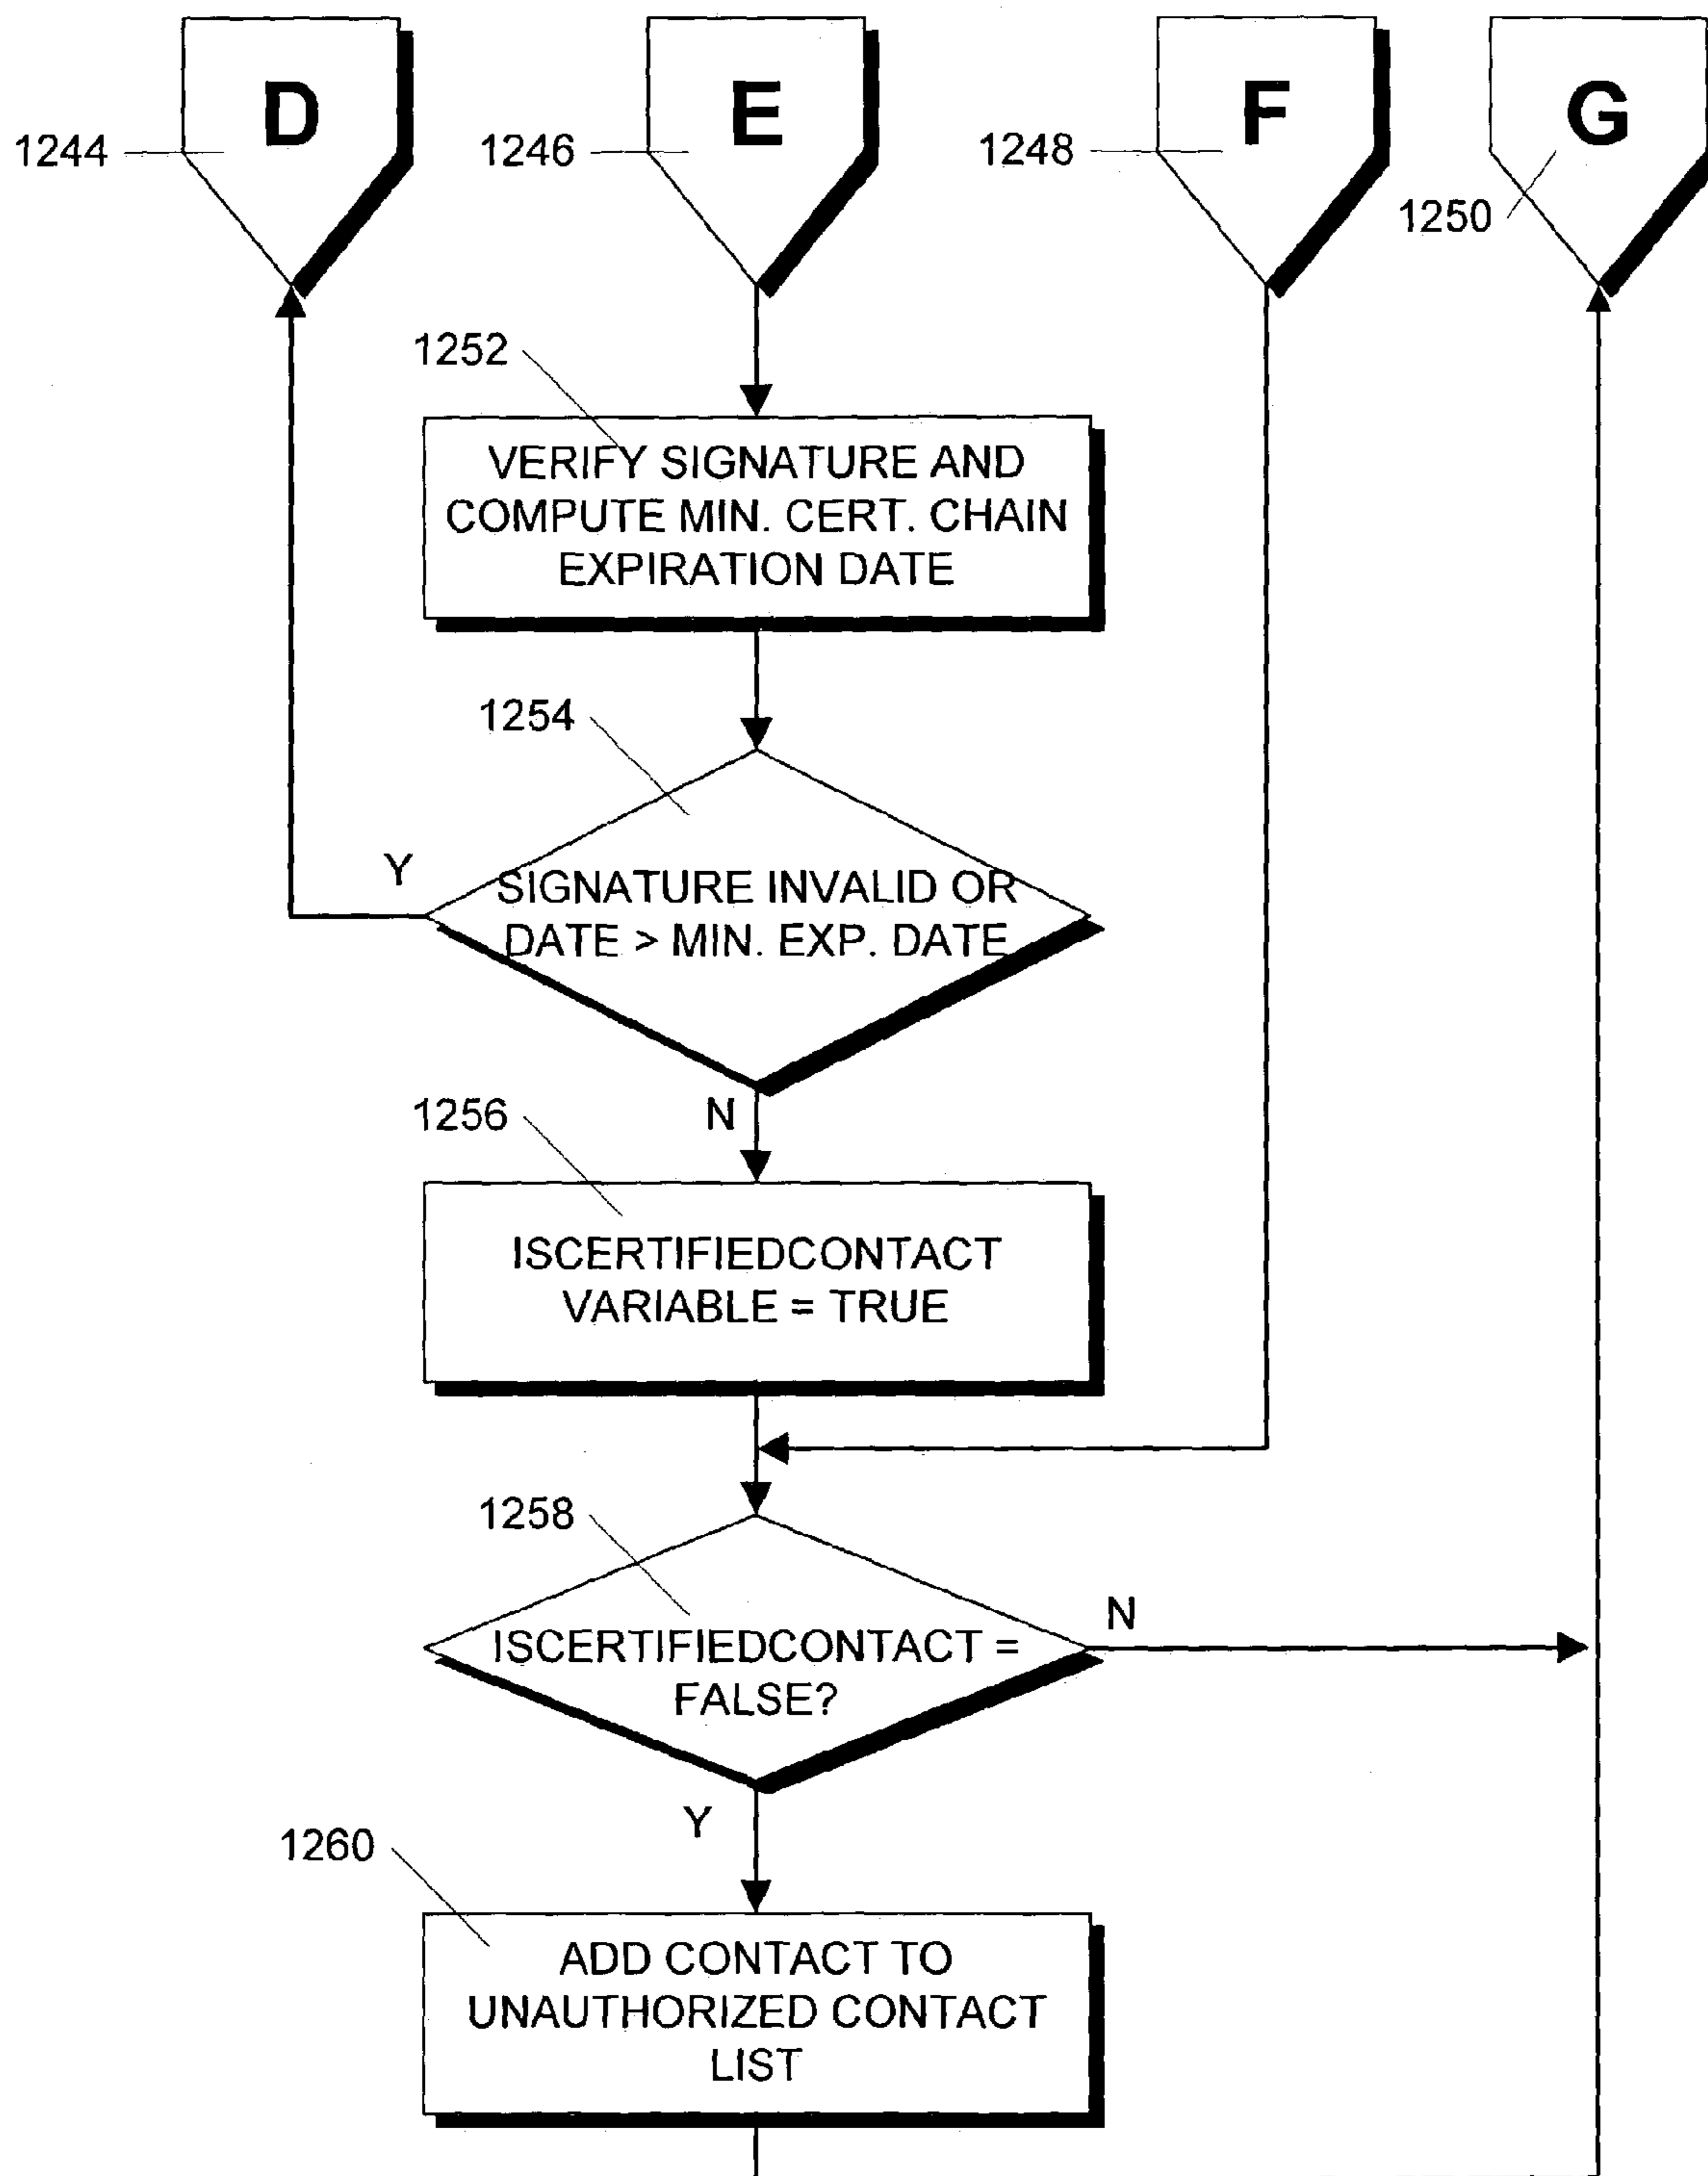 D
E
F
G
1244
1246
1248
1250
1252
VERIFY SIGNATURE AND
COMPUTE MIN. CERT. CHAIN
EXPIRATION DATE
1254
Y
SIGNATURE INVALID OR
DATE > MIN. EXP. DATE
N
1256
ISCERTIFIEDCONTACT
VARIABLE = TRUE
1258
N
ISCERTIFIEDCONTACT =
FALSE?
Y
1260
ADD CONTACT TO
UNAUTHORIZED CONTACT
LIST